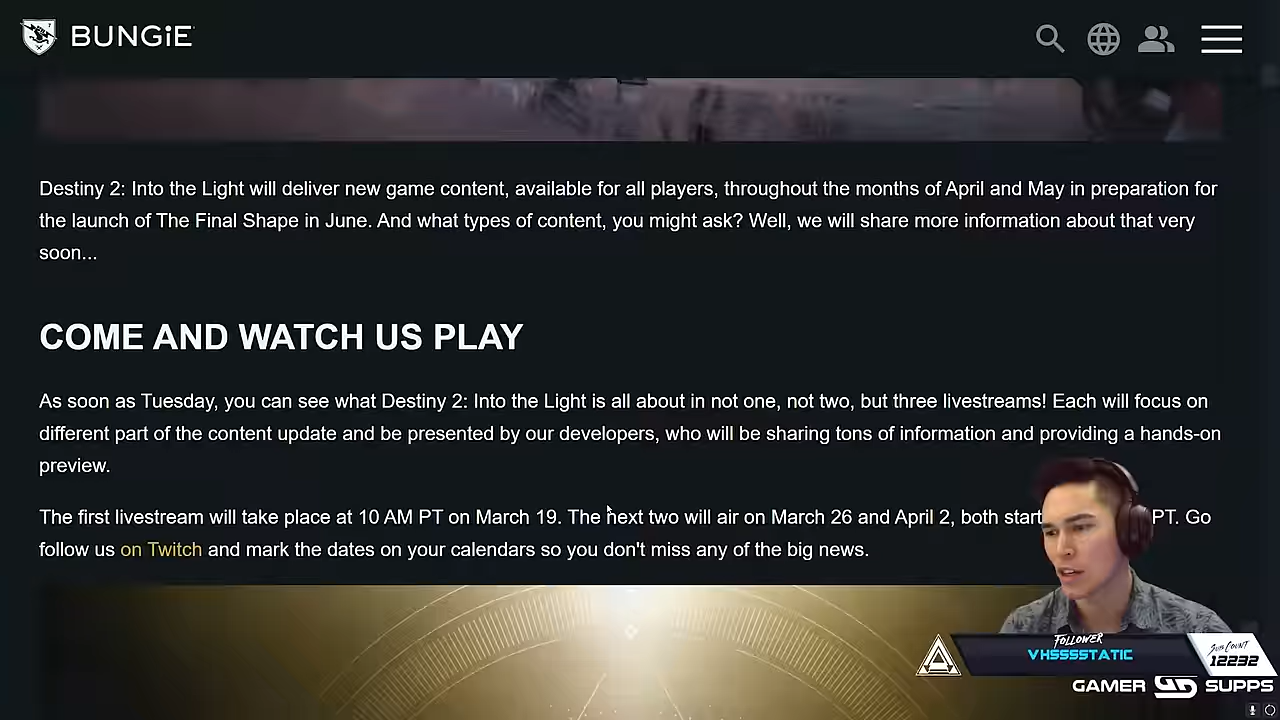 BUNGiE
Destiny 2: Into the Light will deliver new game content, available for all players, throughout the months of April and May in preparation for
the launch of The Final Shape in June. And what types of content, you might ask? Well, we will share more information about that very
soon...
COME AND WATCH US PLAY
As soon as Tuesday, you can see what Destiny 2: Into the Light is all about in not one, not two, but three livestreams! Each will focus on
different part of the content update and be presented by our developers, who will be sharing tons of information and providing a hands-on
preview.
The first livestream will take place at 10 AM PT on March 19. The next two will air on March 26 and April 2, both start PT. Go
follow us on Twitch and mark the dates on your calendars so you don't miss any of the big news.
FOLLOWER
VHSSSSTATIC
SUB COUNT
12232
GAMER SUPPS